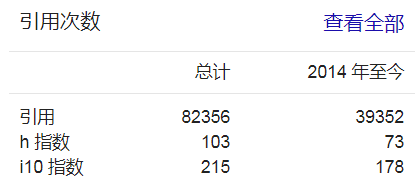 引用次数 查看全部
总计 2014 年至今
引用 82356 39352
h 指数 103 73
i10 指数 215 178